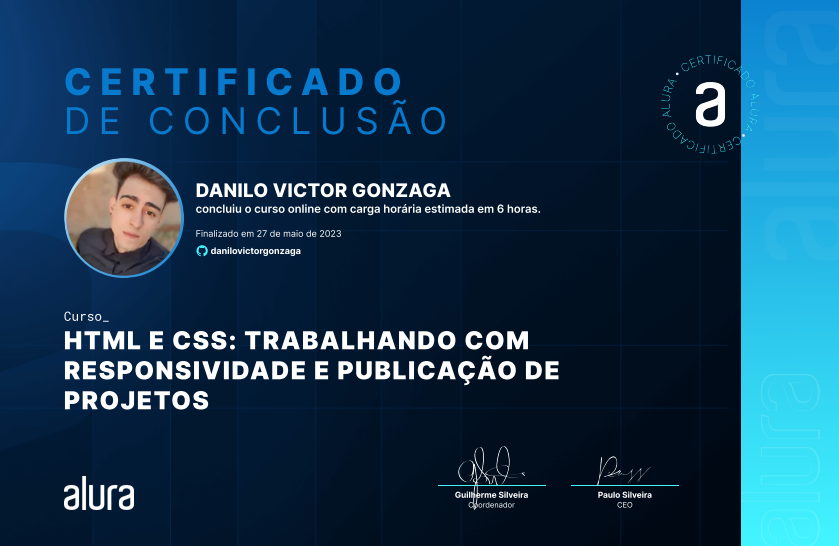 CERTIFICADO
DE CONCLUSÃO
CERTIFICADO ALURA • CERTIFICADO ALURA •
a
DANILO VICTOR GONZAGA
concluiu o curso online com carga horária estimada em 6 horas.
Finalizado em 27 de maio de 2023
danilovictorgonzaga
Curso_
HTML E CSS: TRABALHANDO COM
RESPONSIVIDADE E PUBLICAÇÃO DE
PROJETOS
alura
Guilherme Silveira
Coordenador
Paulo Silveira
CEO
alura
alura